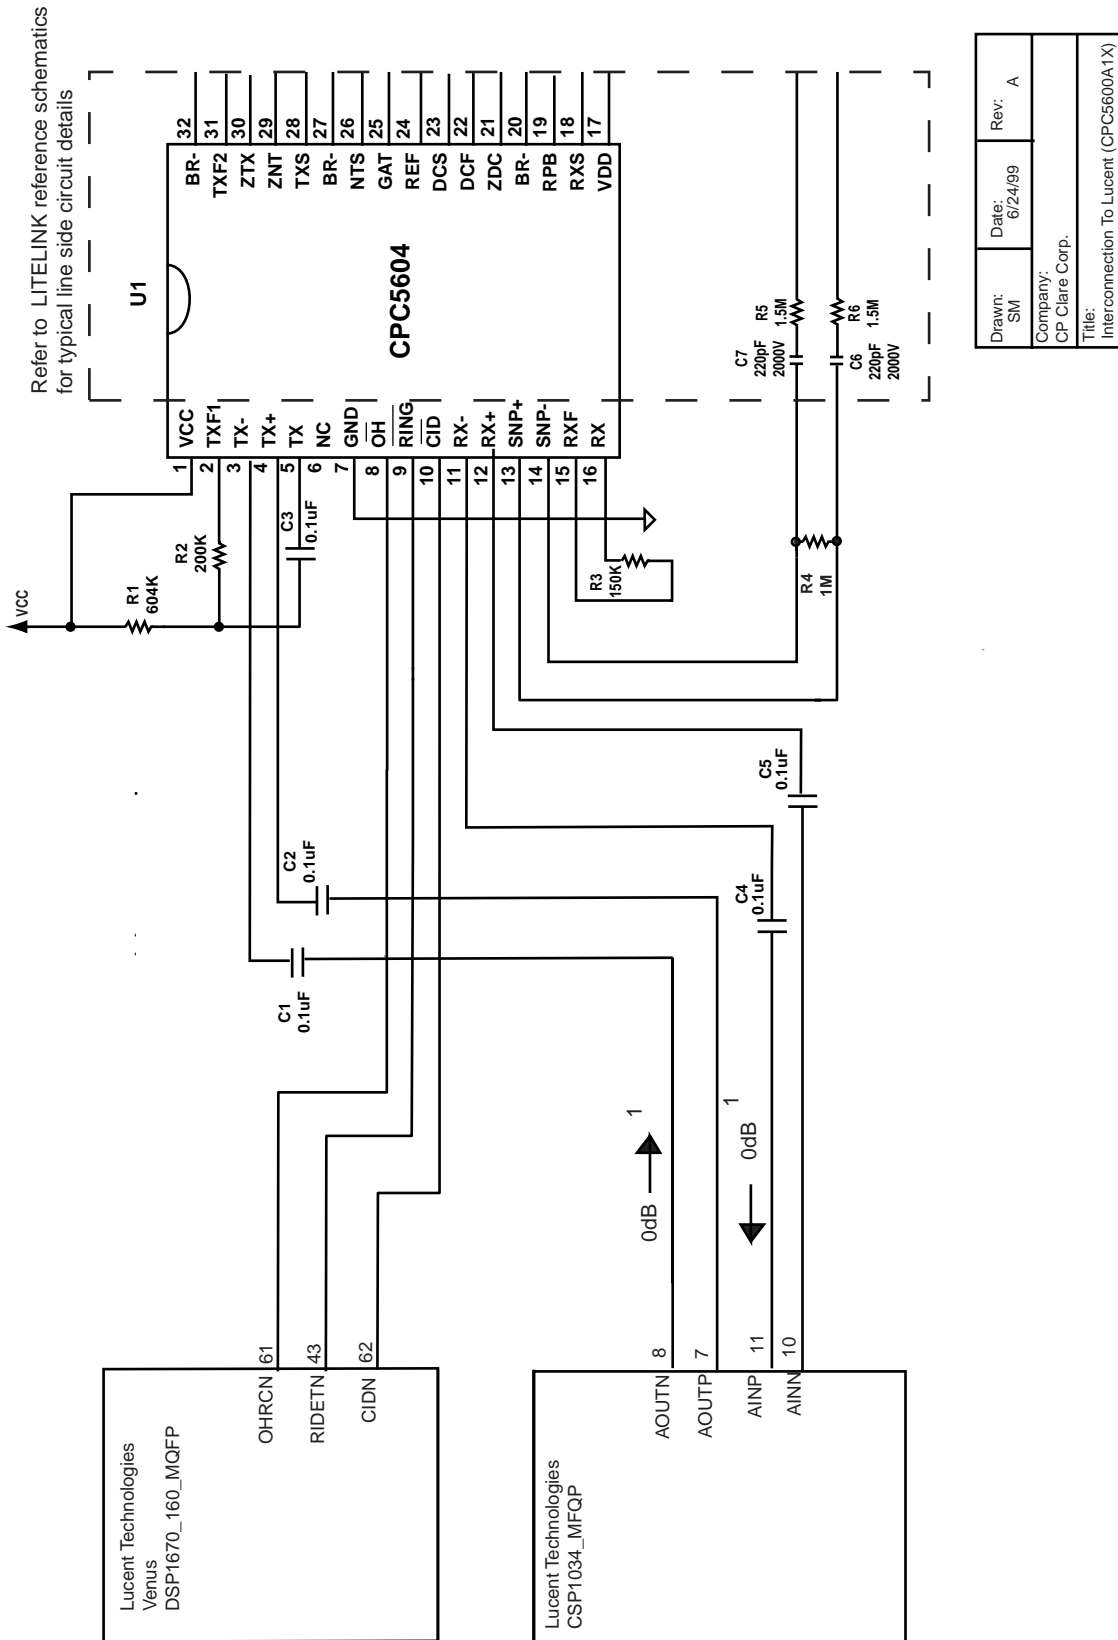 Refer to LITELINK reference schematics
for typical line side circuit details
U1
CPC5604
BR- 32
TXF2 31
ZTX 30
ZNT 29
TXS 28
BR- 27
NTS 26
GAT 25
REF 24
DCS 23
DCF 22
ZDC 21
BR- 20
RPB 19
RXS 18
VDD 17
1 VCC
2 TXF1
3 TX-
4 TX+
5 TX
6 NC
7 GND
8 OH
9 RING
10 CID
11 RX-
12 RX+
13 SNP+
14 SNP-
15 RXF
16 RX
VCC
R1
604K
R2
200K
C3
0.1uF
R3
150K
R4
1M
C7
220pF
2000V
R5
1.5M
C6
220pF
2000V
R6
1.5M
C1
0.1uF
C2
0.1uF
C4
0.1uF
C5
0.1uF
Lucent Technologies
Venus
DSP1670_160_MQFP
OHRCN 61
RIDETN 43
CIDN 62
Lucent Technologies
CSP1034_MFQP
AOUTN 8
AOUTP 7
AINP 11
AINN 10
0dB 1
0dB 1
Drawn:
SM
Date:
6/24/99
Rev:
A
Company:
CP Clare Corp.
Title:
Interconnection To Lucent (CPC5600A1X)